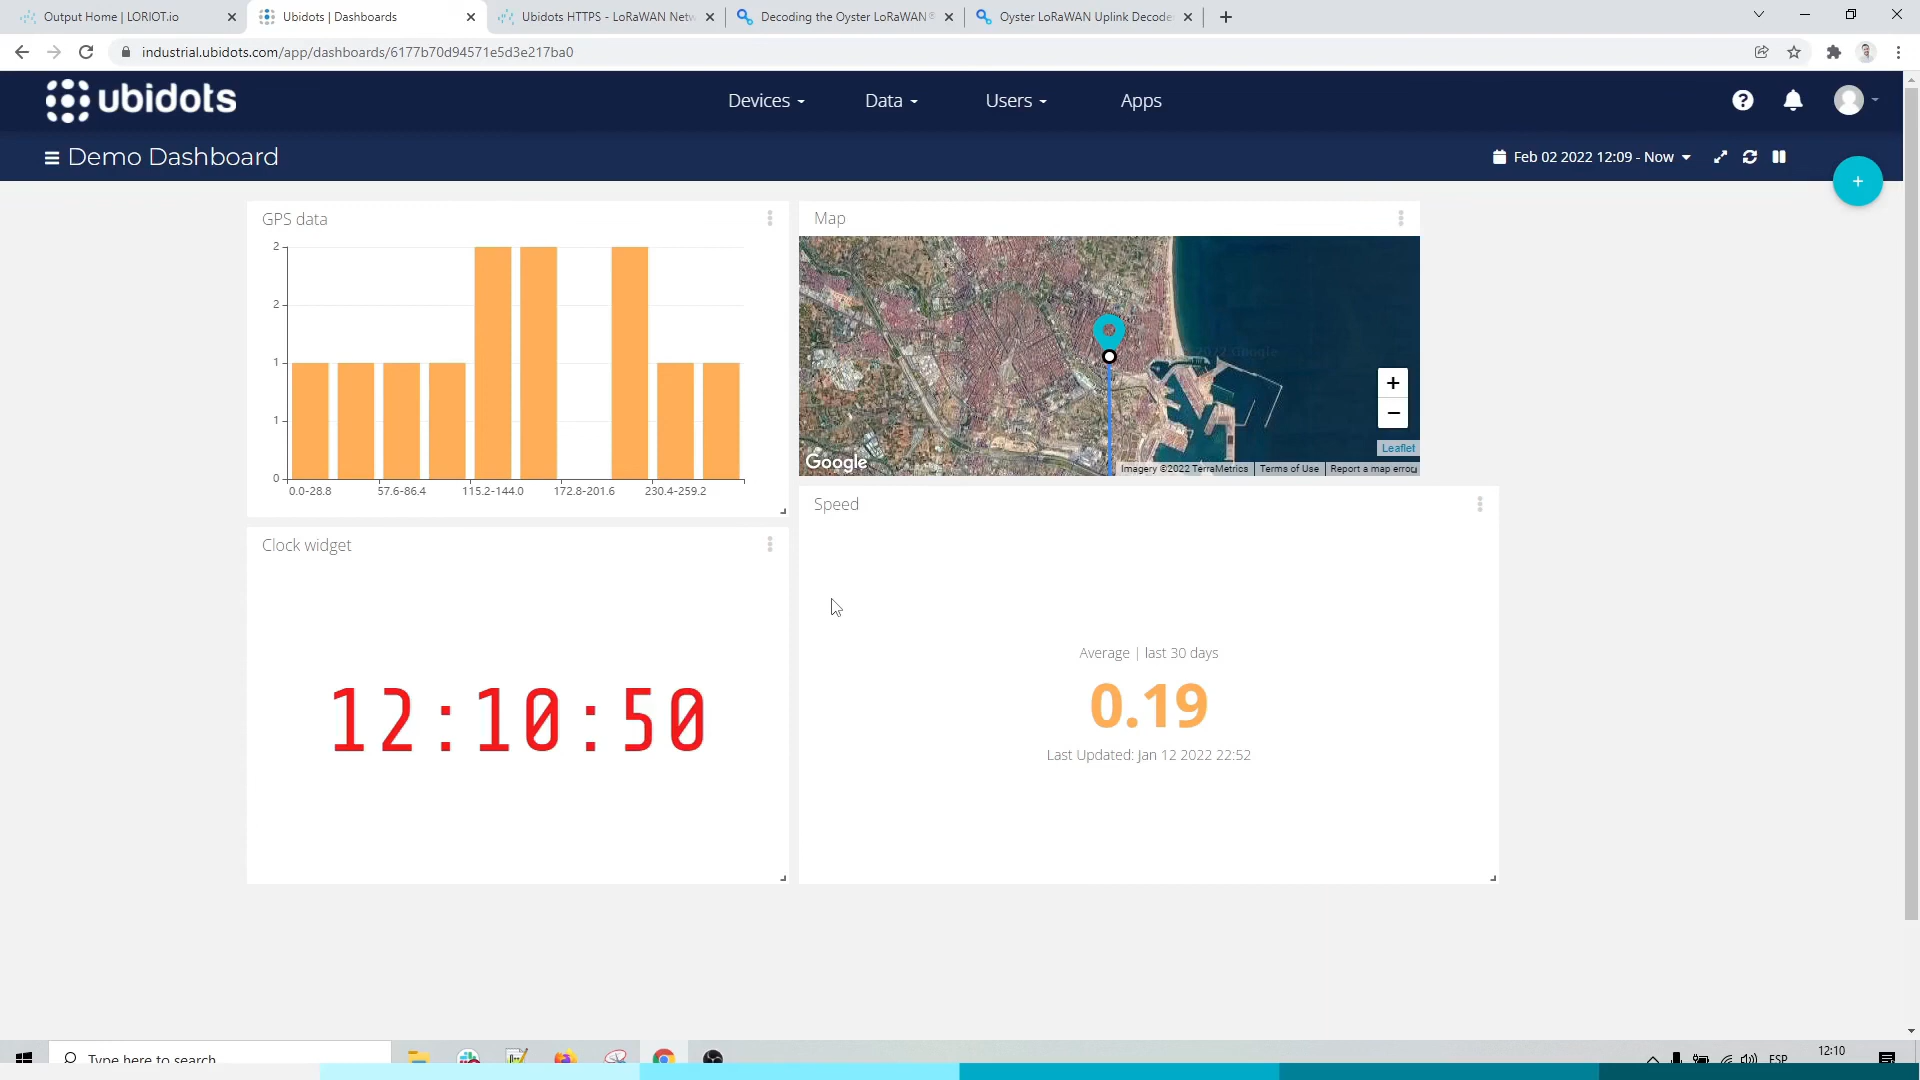 Output Home | LORIOT.io
Ubidots | Dashboards
Ubidots HTTPS - LoRaWAN Netw
Decoding the Oyster LoRaWAN®
Oyster LoRaWAN Uplink Decode
industrial.ubidots.com/app/dashboards/6177b70d94571e5d3e217ba0
ubidots
Devices
Data
Users
Apps
Demo Dashboard
Feb 02 2022 12:09 - Now
GPS data
2
2
1
1
0
0.0-28.8
57.6-86.4
115.2-144.0
172.8-201.6
230.4-259.2
Map
+
−
Leaflet
Google
Imagery ©2022 TerraMetrics
Terms of Use
Report a map error
Clock widget
12:10:50
Speed
Average | last 30 days
0.19
Last Updated: Jan 12 2022 22:52
Type here to search
ESP
12:10